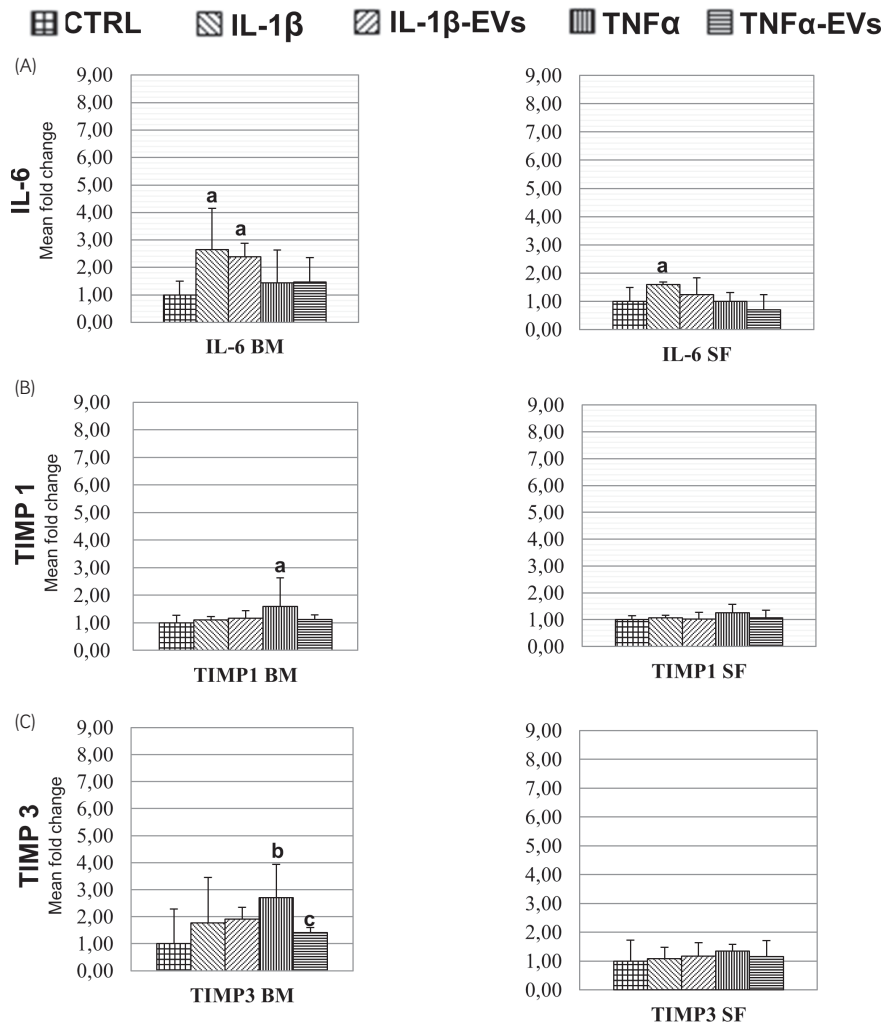 CTRL IL-1β IL-1β-EVs TNFα TNFα-EVs
(A)
IL-6
Mean fold change
9,00
8,00
7,00
6,00
5,00
4,00
3,00
2,00
1,00
0,00
a
a
IL-6 BM
9,00
8,00
7,00
6,00
5,00
4,00
3,00
2,00
1,00
0,00
a
IL-6 SF
(B)
TIMP 1
Mean fold change
9,00
8,00
7,00
6,00
5,00
4,00
3,00
2,00
1,00
0,00
a
TIMP1 BM
9,00
8,00
7,00
6,00
5,00
4,00
3,00
2,00
1,00
0,00
TIMP1 SF
(C)
TIMP 3
Mean fold change
9,00
8,00
7,00
6,00
5,00
4,00
3,00
2,00
1,00
0,00
b
c
TIMP3 BM
9,00
8,00
7,00
6,00
5,00
4,00
3,00
2,00
1,00
0,00
TIMP3 SF